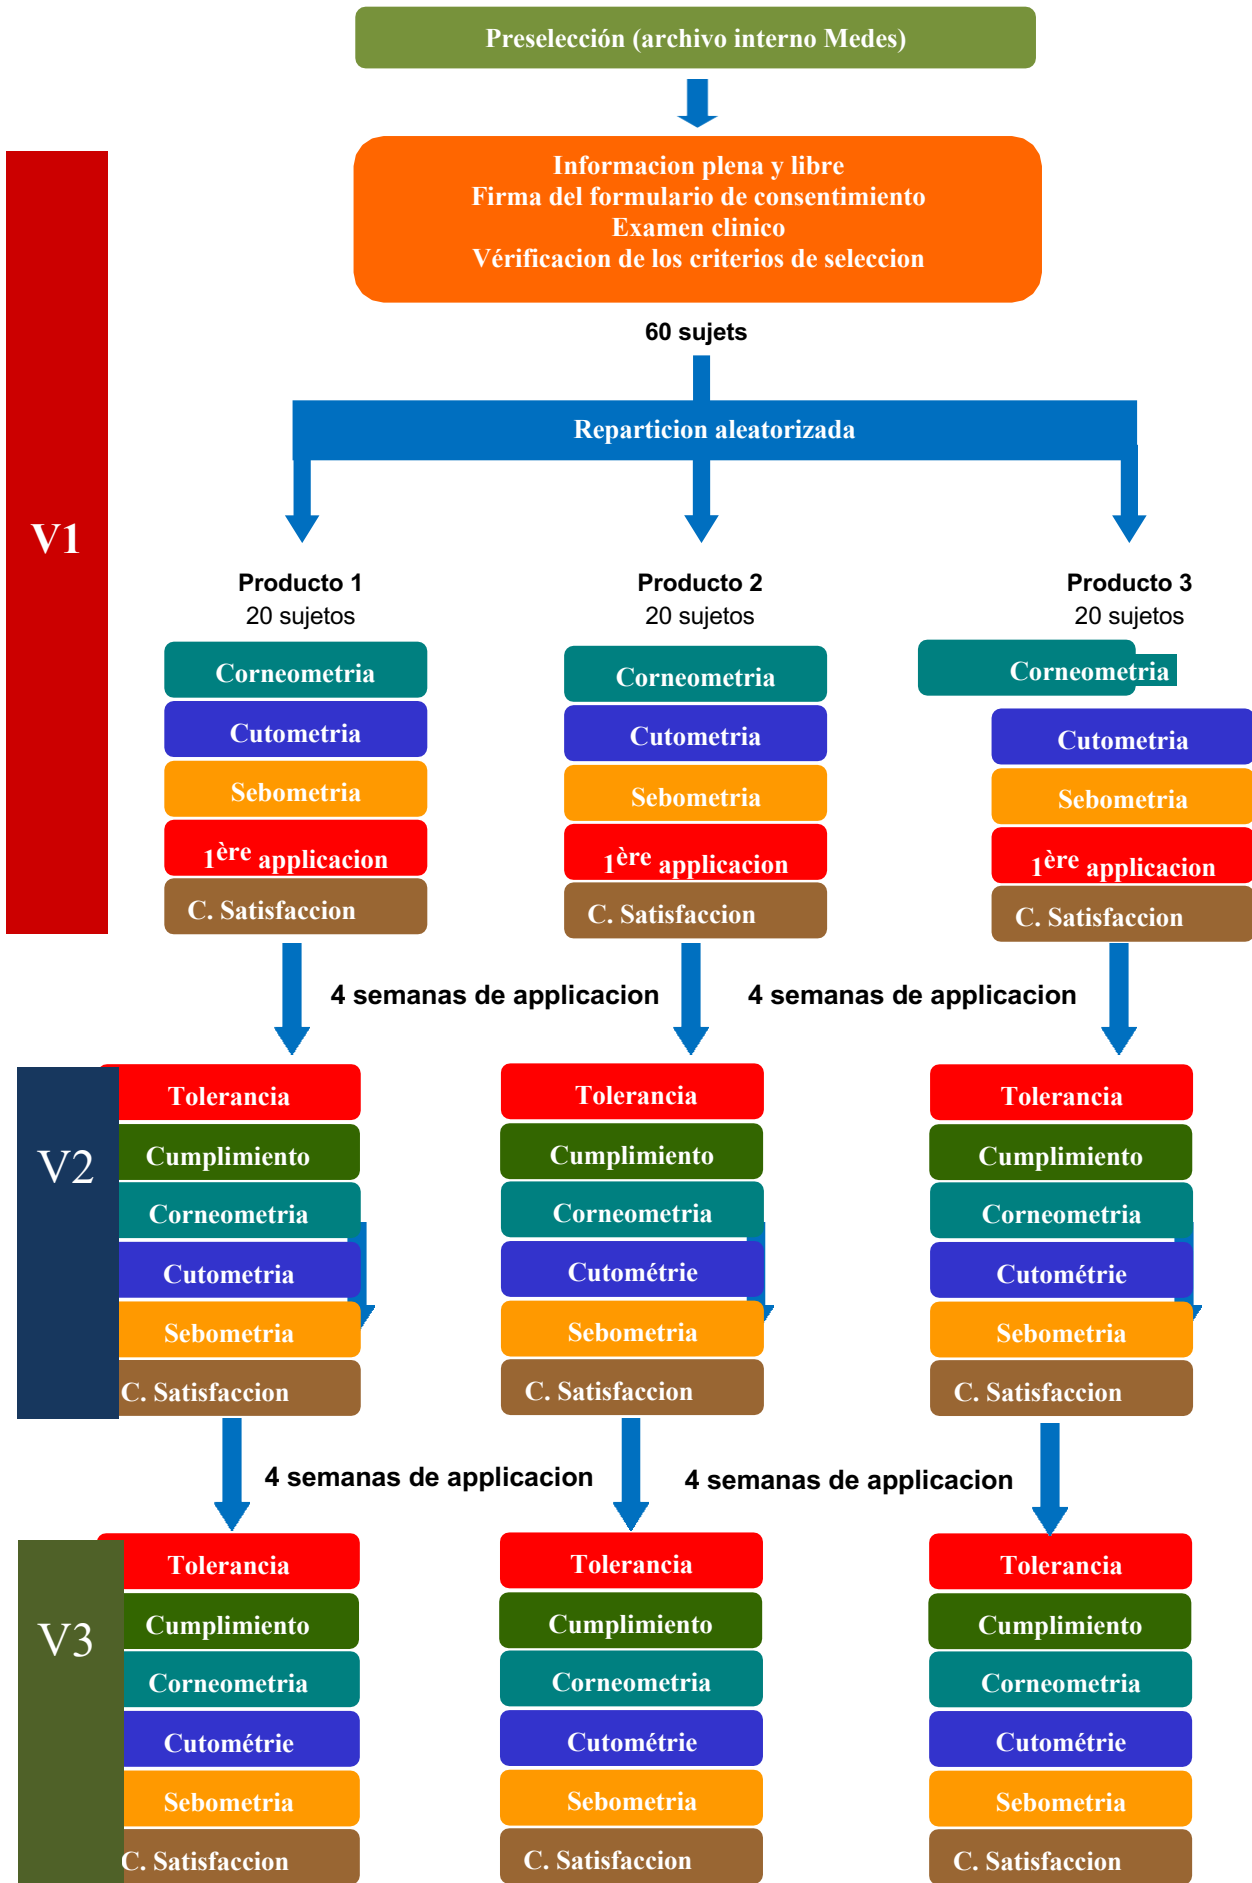 Preselección (archivo interno Medes)
Informacion plena y libre
Firma del formulario de consentimiento
Examen clinico
Vérificacion de los criterios de seleccion
60 sujets
Reparticion aleatorizada
V1
Producto 1
20 sujetos
Producto 2
20 sujetos
Producto 3
20 sujetos
Corneometria
Cutometria
Sebometria
1ère applicacion
C. Satisfaccion
Corneometria
Cutometria
Sebometria
1ère applicacion
C. Satisfaccion
Corneometria
Cutometria
Sebometria
1ère applicacion
C. Satisfaccion
4 semanas de applicacion
4 semanas de applicacion
V2
Tolerancia
Cumplimiento
Corneometria
Cutometria
Sebometria
C. Satisfaccion
Tolerancia
Cumplimiento
Corneometria
Cutométrie
Sebometria
C. Satisfaccion
Tolerancia
Cumplimiento
Corneometria
Cutométrie
Sebometria
C. Satisfaccion
4 semanas de applicacion
4 semanas de applicacion
V3
Tolerancia
Cumplimiento
Corneometria
Cutométrie
Sebometria
C. Satisfaccion
Tolerancia
Cumplimiento
Corneometria
Cutométrie
Sebometria
C. Satisfaccion
Tolerancia
Cumplimiento
Corneometria
Cutométrie
Sebometria
C. Satisfaccion